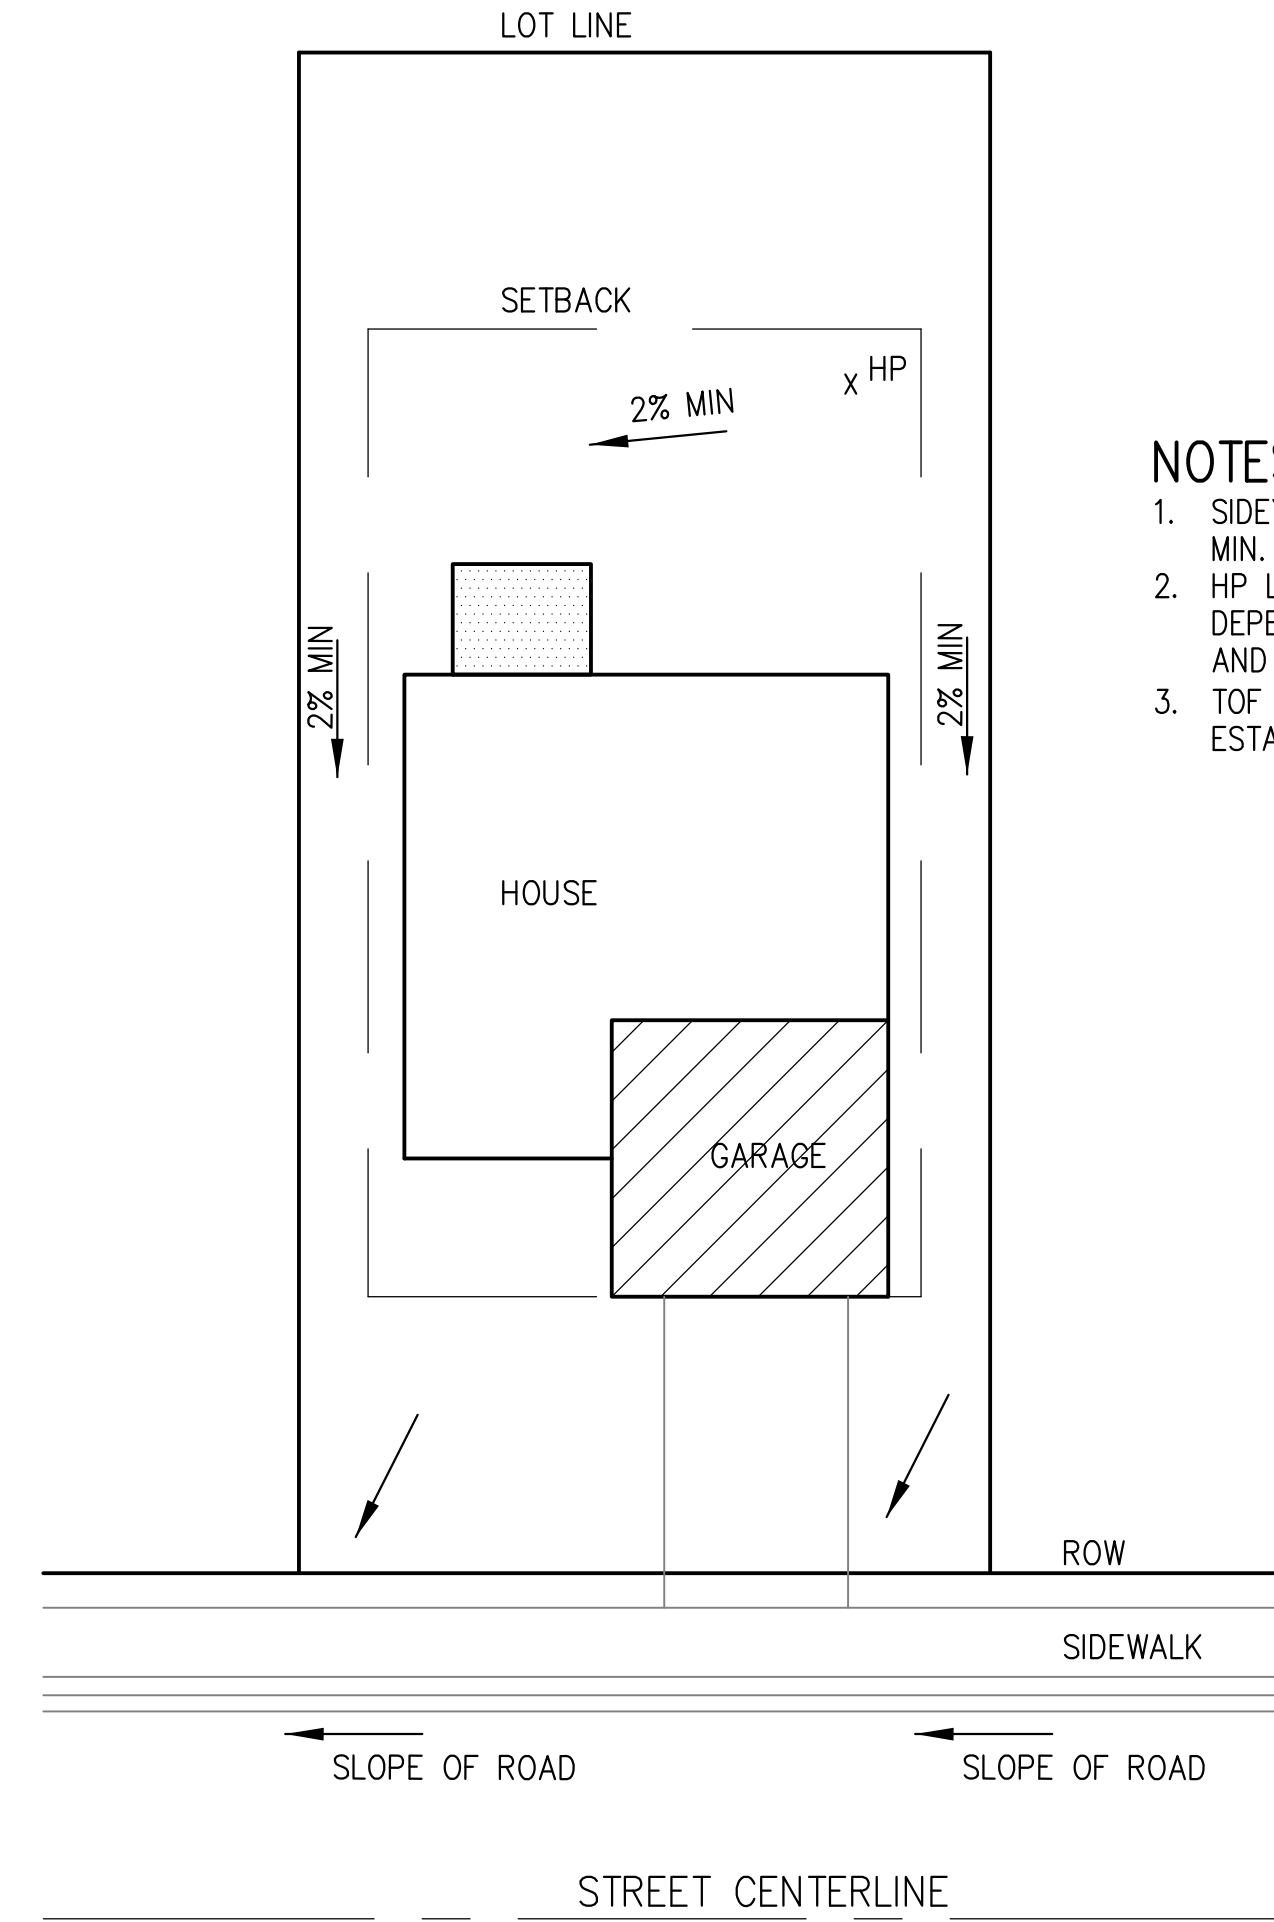 LOT LINE
SETBACK
x HP
2% MIN
2% MIN
2% MIN
HOUSE
GARAGE
ROW
SIDEWALK
SLOPE OF ROAD
SLOPE OF ROAD
STREET CENTERLINE
NOTES
1.
MIN.
2. HP
AND
3. TOF